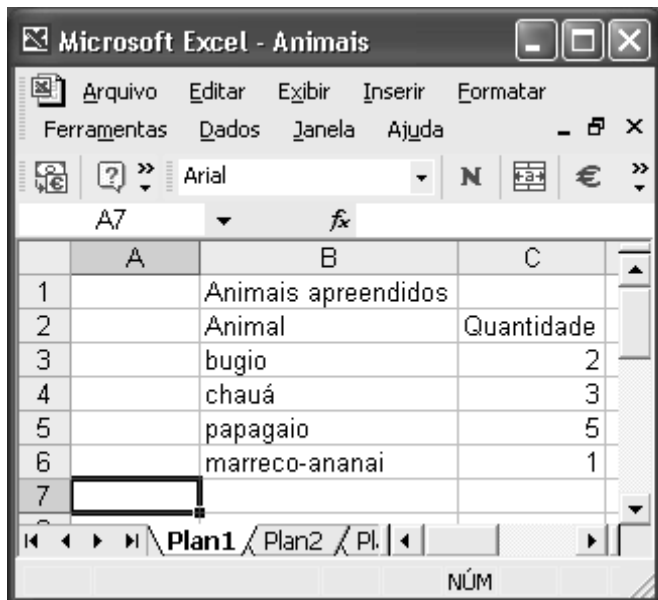 Microsoft Excel - Animais
Arquivo Editar Exibir Inserir Formatar
Ferramentas Dados Janela Ajuda
Arial N a €
A7 fx
A B C
1 Animais apreendidos
2 Animal Quantidade
3 bugio 2
4 chauá 3
5 papagaio 5
6 marreco-ananai 1
7
Plan1 Plan2 Pl
NÚM